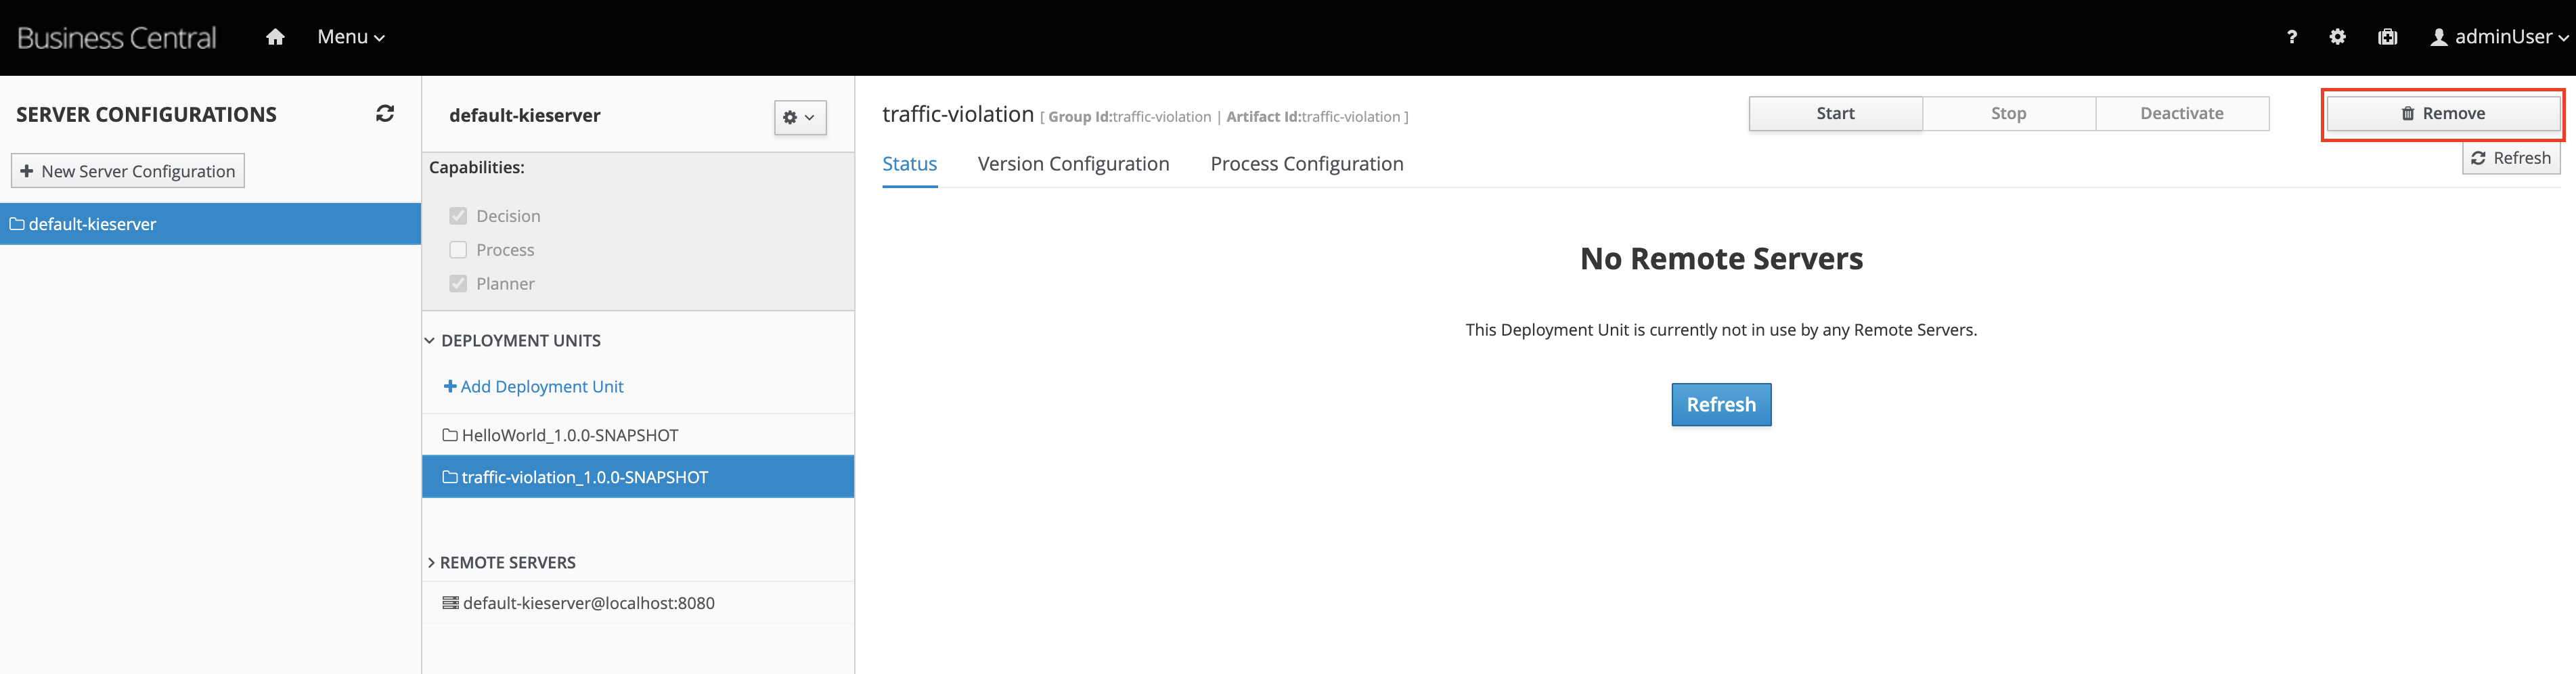 Business Central
Menu
?
adminUser
SERVER CONFIGURATIONS
+ New Server Configuration
default-kieserver
default-kieserver
Capabilities:
Decision
Process
Planner
DEPLOYMENT UNITS
+ Add Deployment Unit
HelloWorld_1.0.0-SNAPSHOT
traffic-violation_1.0.0-SNAPSHOT
REMOTE SERVERS
default-kieserver@localhost:8080
traffic-violation [ Group Id:traffic-violation | Artifact Id:traffic-violation ]
Start
Stop
Deactivate
Remove
Status
Version Configuration
Process Configuration
Refresh
No Remote Servers
This Deployment Unit is currently not in use by any Remote Servers.
Refresh